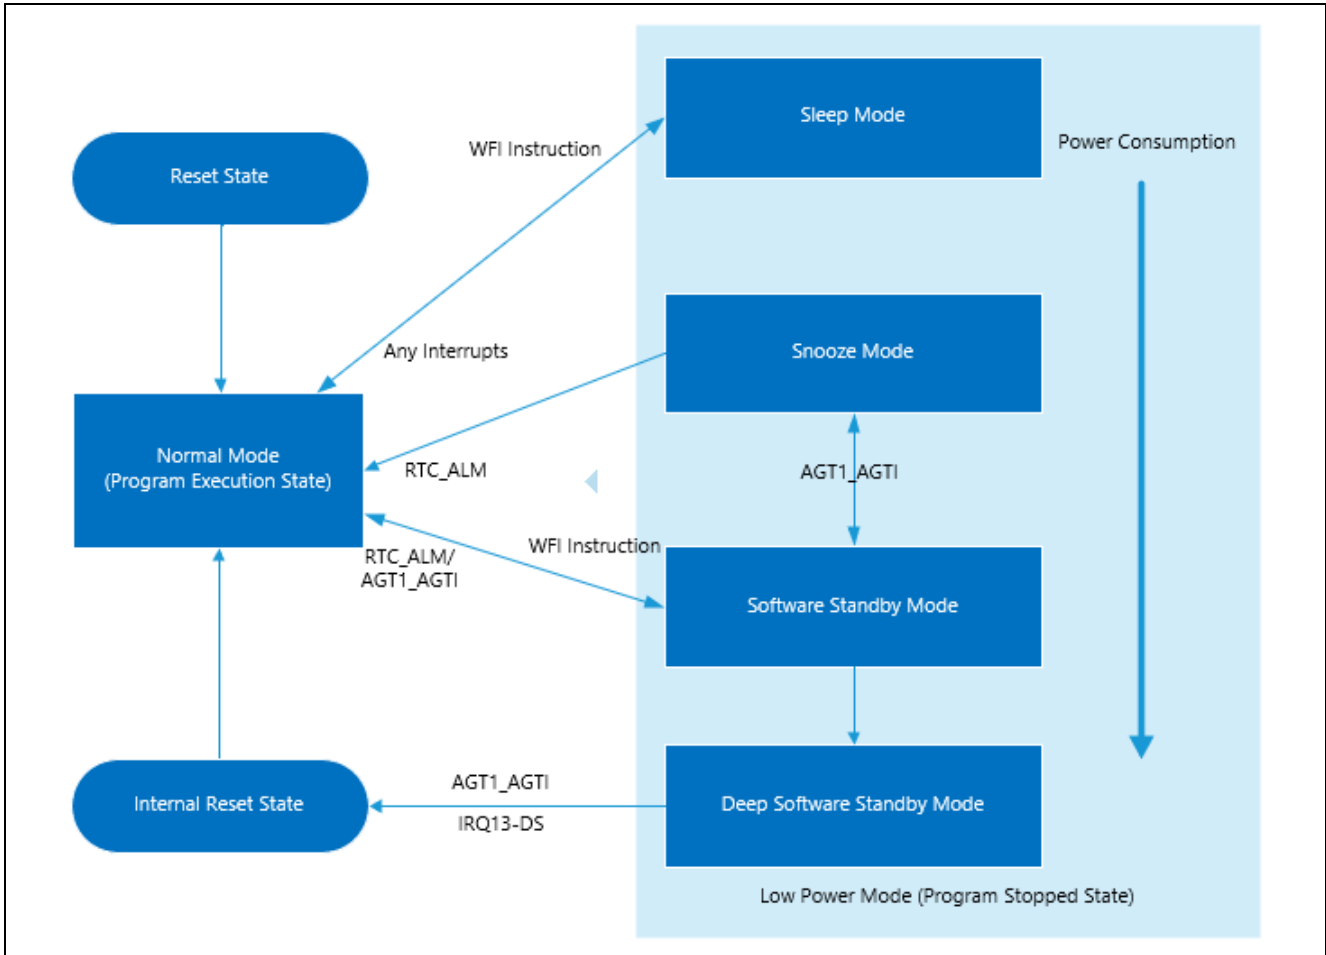 Sleep Mode
Power Consumption
WFI Instruction
Reset State
Any Interrupts
Snooze Mode
Normal Mode
(Program Execution State)
RTC_ALM
AGT1_AGTI
WFI Instruction
RTC_ALM/
AGT1_AGTI
Software Standby Mode
AGT1_AGTI
Internal Reset State
Deep Software Standby Mode
IRQ13-DS
Low Power Mode (Program Stopped State)